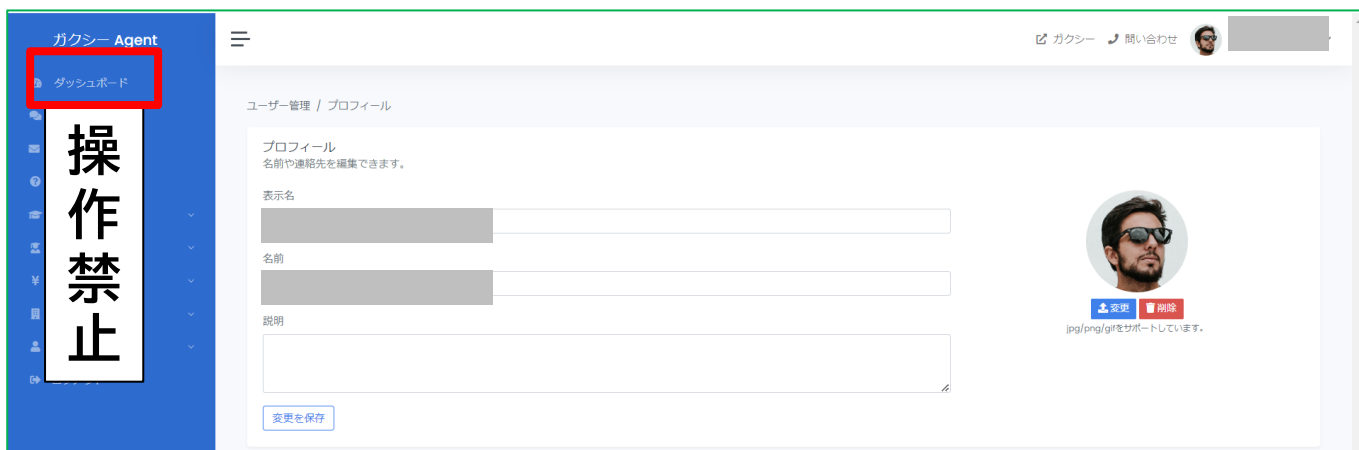 ガクシー Agent
ガクシー
問い合わせ
ダッシュボード
操作禁止
ユーザー管理 / プロフィール
プロフィール
名前や連絡先を編集できます。
表示名
名前
説明
変更
削除
jpg/png/gifをサポートしています。
変更を保存